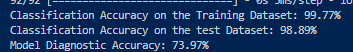 Classification Accuracy on the Training Dataset: 99.77%
Classification Accuracy on the test Dataset: 98.89%
Model Diagnostic Accuracy: 73.97%